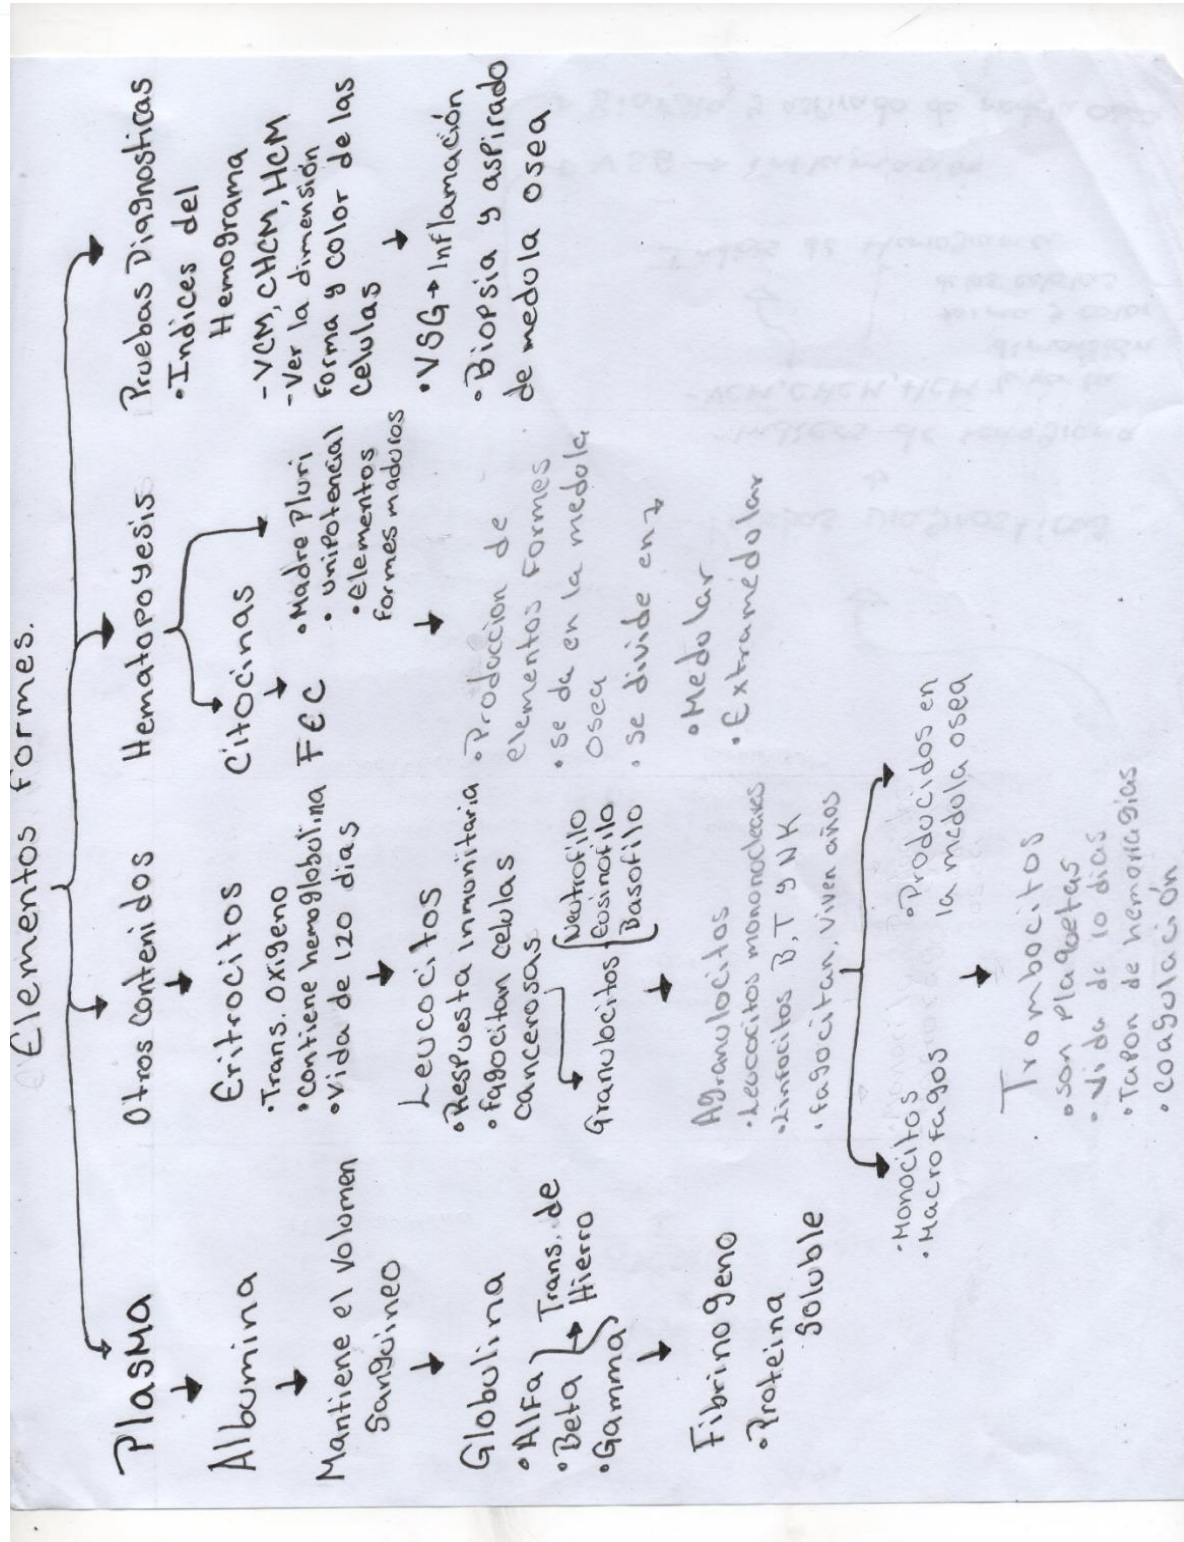 Elementos formes.
Plasma
Albumina
Mantiene el volumen
Sanguineo
Globulina
•Alfa
•Beta
•Gamma
Trans. de
Hierro
Fibrinogeno
•Proteina
soluble
Otros contenidos
Eritrocitos
•Trans. oxigeno
•contiene hemoglobulina
•vida de 120 dias
Leucocitos
•Respuesta inmunitaria
•fagocitan celulas
cancerosas
Granulocitos
Neutrofilo
Eosinofilo
Basofilo
Agranulocitos
•Leucocitos mononocleares
•Linfocitos B, T y NK
•fagocitan, viven años
•Monocitos
•Macrofagos
•Producidos en
la medula osea
Trombocitos
•son Plaquetas
•vida de 10 dias
•Tapon de hemorragias
•coagulación
Hematopoyesis
Citocinas
FEC
•Madre Pluri
•unipotencial
•Elementos
formes maduros
•Producción de
elementos formes
•se da en la medula
osea
•se divide en →
•Medular
•Extramedular
Pruebas Diagnosticas
•Indices del
Hemograma
-VCM, CHCM, HCM
-Ver la dimensión
forma y color de las
celulas
•VSG→Inflamación
•Biopsia y aspirado
de medula osea